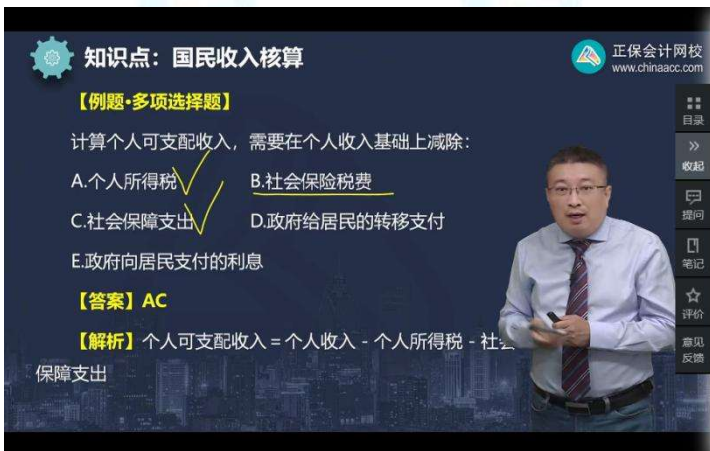 知识点：国民收入核算
正保会计网校
www.chinaacc.com
【例题·多项选择题】
计算个人可支配收入，需要在个人收入基础上减除：
A.个人所得税 B.社会保险税费
C.社会保障支出 D.政府给居民的转移支付
E.政府向居民支付的利息
【答案】AC
【解析】个人可支配收入＝个人收入－个人所得税－社会
保障支出
目录
收起
提问
笔记
评价
意见
反馈